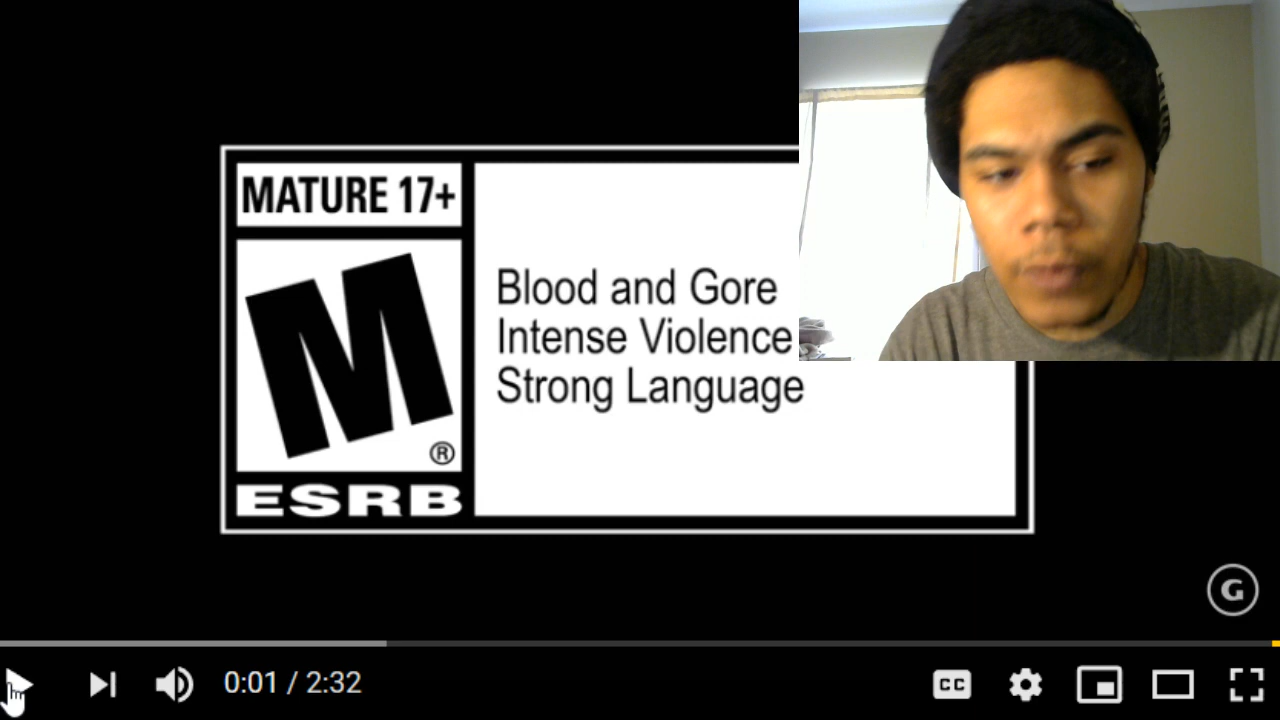 MATURE 17+
M
®
ESRB
Blood and Gore
Intense Violence
Strong Language
G
0:01 / 2:32
CC